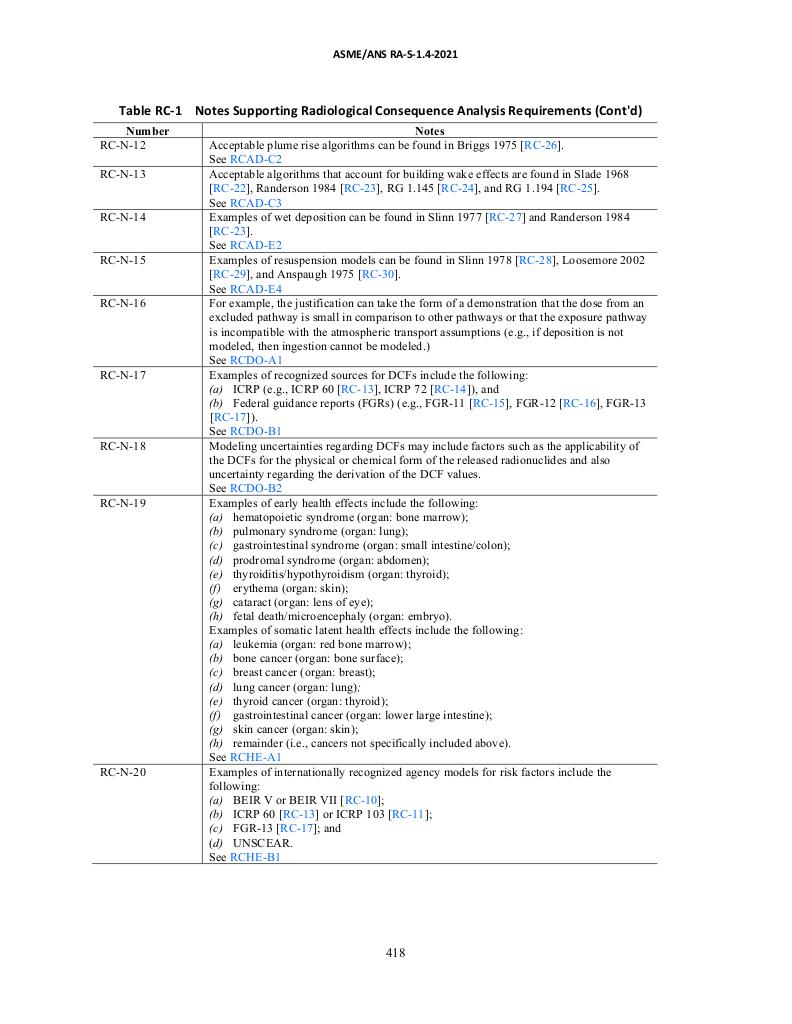 ASME/ANS RA-S-1.4-2021
Table RC-1 Notes Supporting Radiological Consequence Analysis Requirements (Cont'd)
Number Notes
RC-N-12 Acceptable plume rise algorithms can be found in Briggs 1975 [RC-26].
See RCAD-C2
RC-N-13 Acceptable algorithms that account for building wake effects are found in Slade 1968
[RC-22], Randerson 1984 [RC-23], RG 1.145 [RC-24], and RG 1.194 [RC-25].
See RCAD-C3
RC-N-14 Examples of wet deposition can be found in Slinn 1977 [RC-27] and Randerson 1984
[RC-23].
See RCAD-E2
RC-N-15 Examples of resuspension models can be found in Slinn 1978 [RC-28], Loosemore 2002
[RC-29], and Anspaugh 1975 [RC-30].
See RCAD-E4
RC-N-16 For example, the justification can take the form of a demonstration that the dose from an
excluded pathway is small in comparison to other pathways or that the exposure pathway
is incompatible with the atmospheric transport assumptions (e.g., if deposition is not
modeled, then ingestion cannot be modeled.)
See RCDO-A1
RC-N-17 Examples of recognized sources for DCFs include the following:
(a) ICRP (e.g., ICRP 60 [RC-13], ICRP 72 [RC-14]), and
(b) Federal guidance reports (FGRs) (e.g., FGR-11 [RC-15], FGR-12 [RC-16], FGR-13
[RC-17]).
See RCDO-B1
RC-N-18 Modeling uncertainties regarding DCFs may include factors such as the applicability of
the DCFs for the physical or chemical form of the released radionuclides and also
uncertainty regarding the derivation of the DCF values.
See RCDO-B2
RC-N-19 Examples of early health effects include the following:
(a) hematopoietic syndrome (organ: bone marrow);
(b) pulmonary syndrome (organ: lung);
(c) gastrointestinal syndrome (organ: small intestine/colon);
(d) prodromal syndrome (organ: abdomen);
(e) thyroiditis/hypothyroidism (organ: thyroid);
(f) erythema (organ: skin);
(g) cataract (organ: lens of eye);
(h) fetal death/microencephaly (organ: embryo).
Examples of somatic latent health effects include the following:
(a) leukemia (organ: red bone marrow);
(b) bone cancer (organ: bone surface);
(c) breast cancer (organ: breast);
(d) lung cancer (organ: lung);
(e) thyroid cancer (organ: thyroid);
(f) gastrointestinal cancer (organ: lower large intestine);
(g) skin cancer (organ: skin);
(h) remainder (i.e., cancers not specifically included above).
See RCHE-A1
RC-N-20 Examples of internationally recognized agency models for risk factors include the
following:
(a) BEIR V or BEIR VII [RC-10];
(b) ICRP 60 [RC-13] or ICRP 103 [RC-11];
(c) FGR-13 [RC-17]; and
(d) UNSCEAR.
See RCHE-B1
418